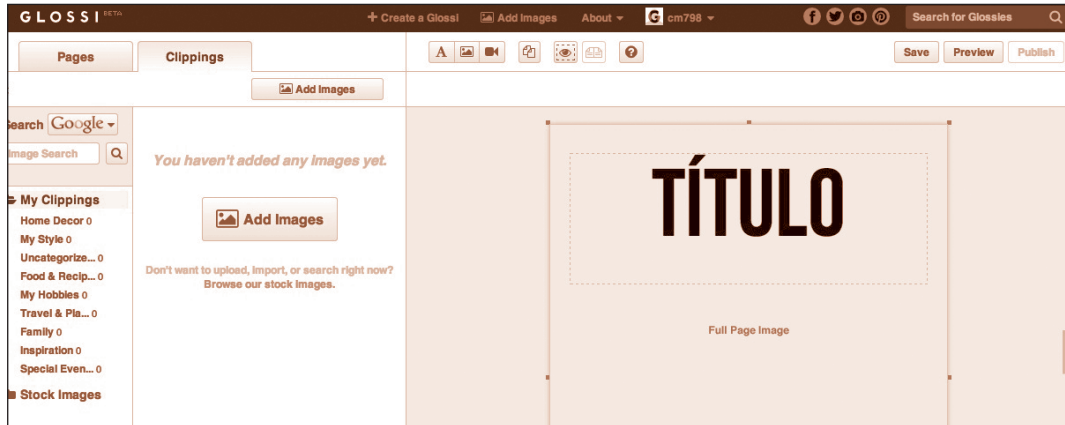 GLOSSI BETA
+ Create a Glossi Add Images About G cm798
Search for Glossies
Pages Clippings
A
Save Preview Publish
Add Images
Search Google
Image Search
My Clippings
Home Decor 0
My Style 0
Uncategorize... 0
Food & Recip... 0
My Hobbies 0
Travel & Pla... 0
Family 0
Inspiration 0
Special Even... 0
Stock Images
You haven't added any images yet.
Add Images
Don't want to upload, import, or search right now?
Browse our stock images.
TÍTULO
Full Page Image